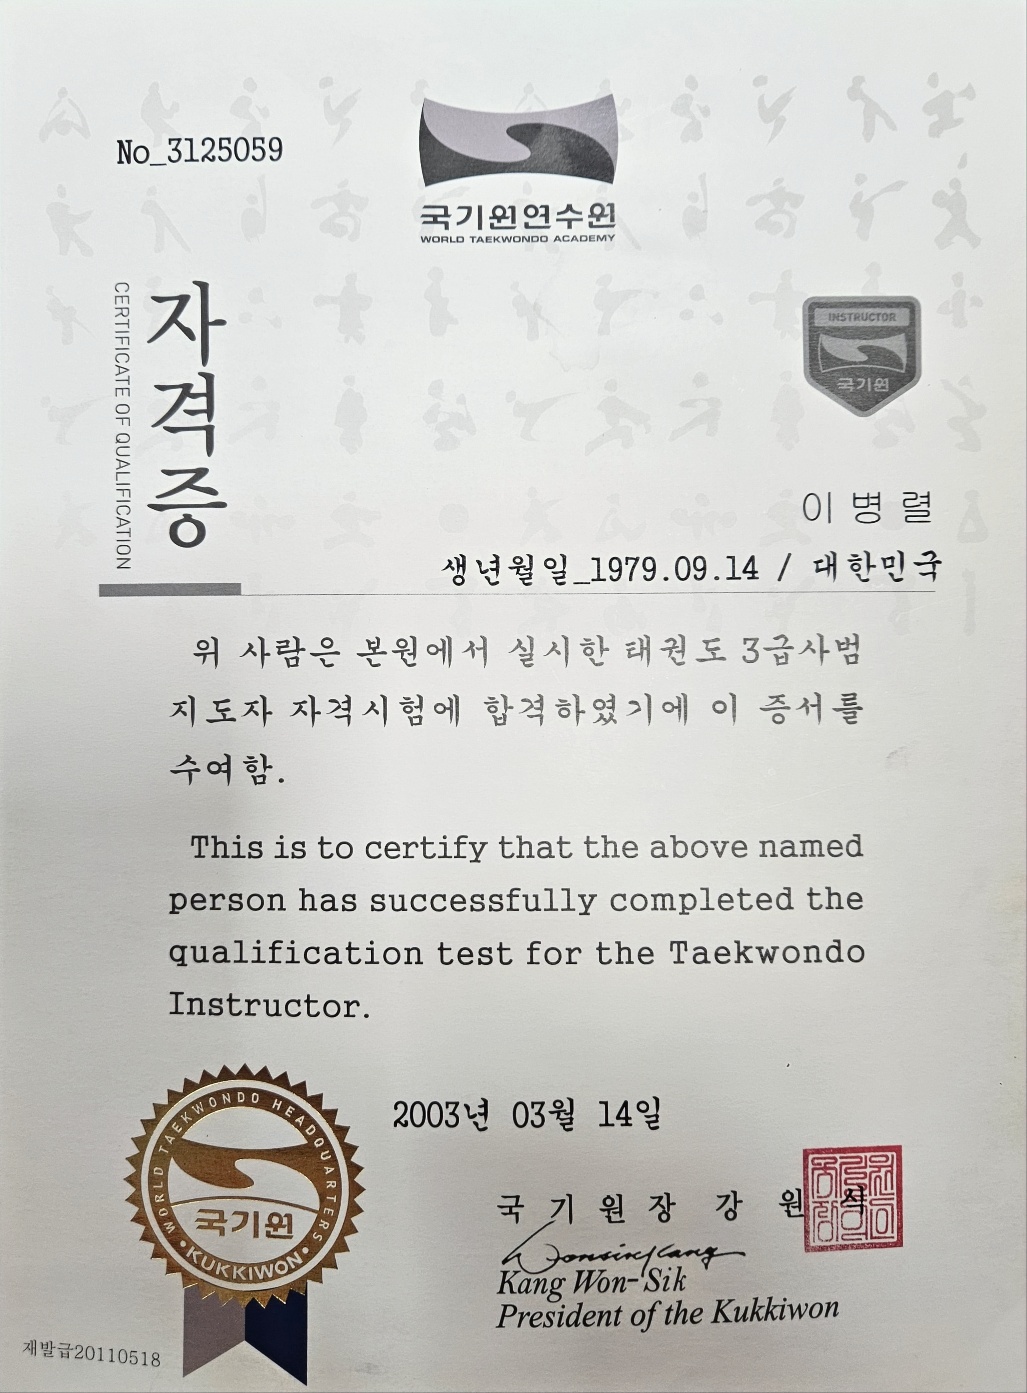 No_3125059
국기원연수원
WORLD TAEKWONDO ACADEMY
자격증
CERTIFICATE OF QUALIFICATION
INSTRUCTOR
국기원
이 병 렬
생년월일_1979.09.14 / 대한민국
위 사람은 본원에서 실시한 태권도 3급사범
지도자 자격시험에 합격하였기에 이 증서를
수여함.
This is to certify that the above named
person has successfully completed the
qualification test for the Taekwondo
Instructor.
2003년 03월 14일
국 기 원 장 강 원 식
Kang Won-Sik
President of the Kukkiwon
WORLD TAEKWONDO HEADQUARTERS
국기원
•KUKKIWON•
재발급20110518